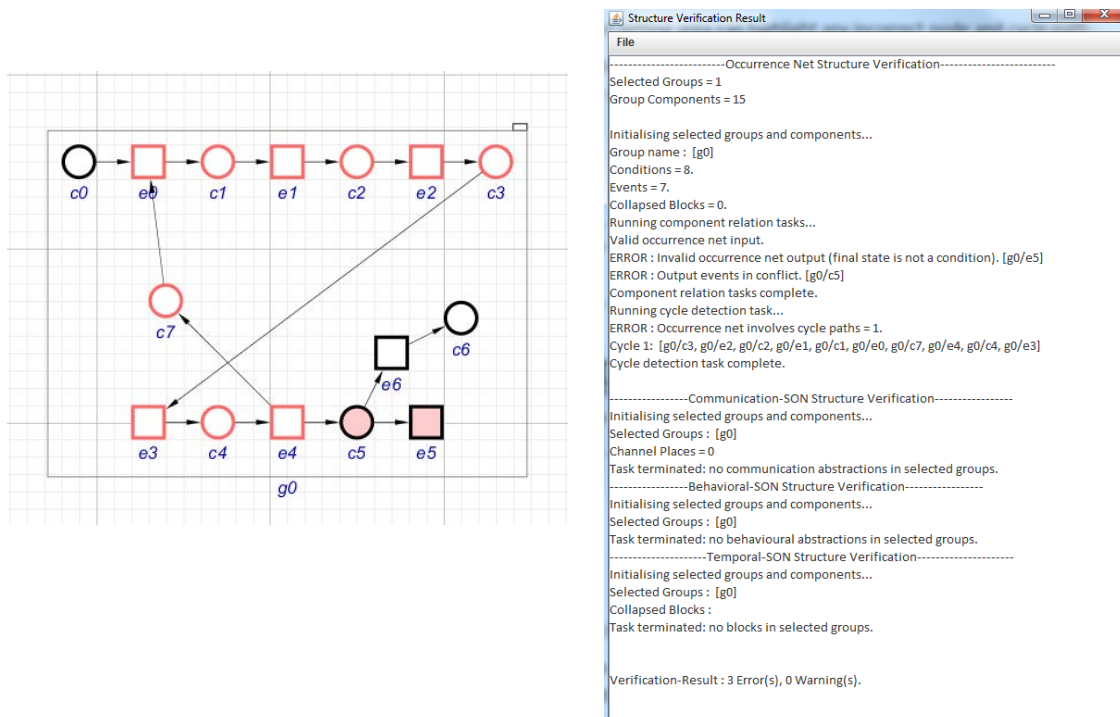 c0 e0 c1 e1 c2 e2 c3
c7
c6
e6
e3 c4 e4 c5 e5
g0
Structure Verification Result
File
-------------------------Occurrence Net Structure Verification-------------------------
Selected Groups = 1
Group Components = 15
Initialising selected groups and components...
Group name : [g0]
Conditions = 8.
Events = 7.
Collapsed Blocks = 0.
Running component relation tasks...
Valid occurrence net input.
ERROR : Invalid occurrence net output (final state is not a condition). [g0/e5]
ERROR : Output events in conflict. [g0/c5]
Component relation tasks complete.
Running cycle detection task...
ERROR : Occurrence net involves cycle paths = 1.
Cycle 1: [g0/c3, g0/e2, g0/c2, g0/e1, g0/c1, g0/e0, g0/c7, g0/e4, g0/c4, g0/e3]
Cycle detection task complete.
-----------------Communication-SON Structure Verification-----------------
Initialising selected groups and components...
Selected Groups : [g0]
Channel Places = 0
Task terminated: no communication abstractions in selected groups.
-----------------Behavioral-SON Structure Verification-----------------
Initialising selected groups and components...
Selected Groups : [g0]
Task terminated: no behavioural abstractions in selected groups.
---------------------Temporal-SON Structure Verification---------------------
Initialising selected groups and components...
Selected Groups : [g0]
Collapsed Blocks :
Task terminated: no blocks in selected groups.
Verification-Result : 3 Error(s), 0 Warning(s).